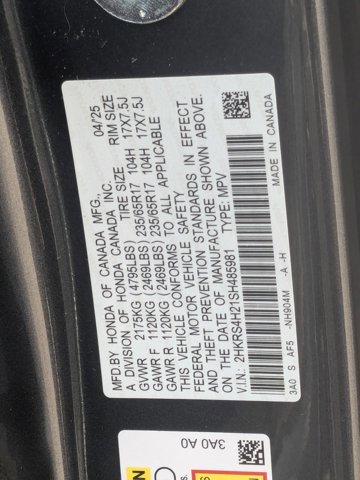 MFD.BY HONDA OF CANADA MFG. 04/25
A DIVISION OF HONDA CANADA INC.
TIRE SIZE RIM SIZE
GVWR 2175KG (4795LBS)
GAWR F 1120KG (2469LBS) 235/65R17 104H 17X7.5J
GAWR R 1120KG (2469LBS) 235/65R17 104H 17X7.5J
THIS VEHICLE CONFORMS TO ALL APPLICABLE
FEDERAL MOTOR VEHICLE SAFETY
AND THEFT PREVENTION STANDARDS IN EFFECT
ON THE DATE OF MANUFACTURE SHOWN ABOVE.
V.I.N.: 2HKRS4H21SH485981 TYPE: MPV
3A0 S AF5 -NH904M -A -H MADE IN CANADA
3A0 A0